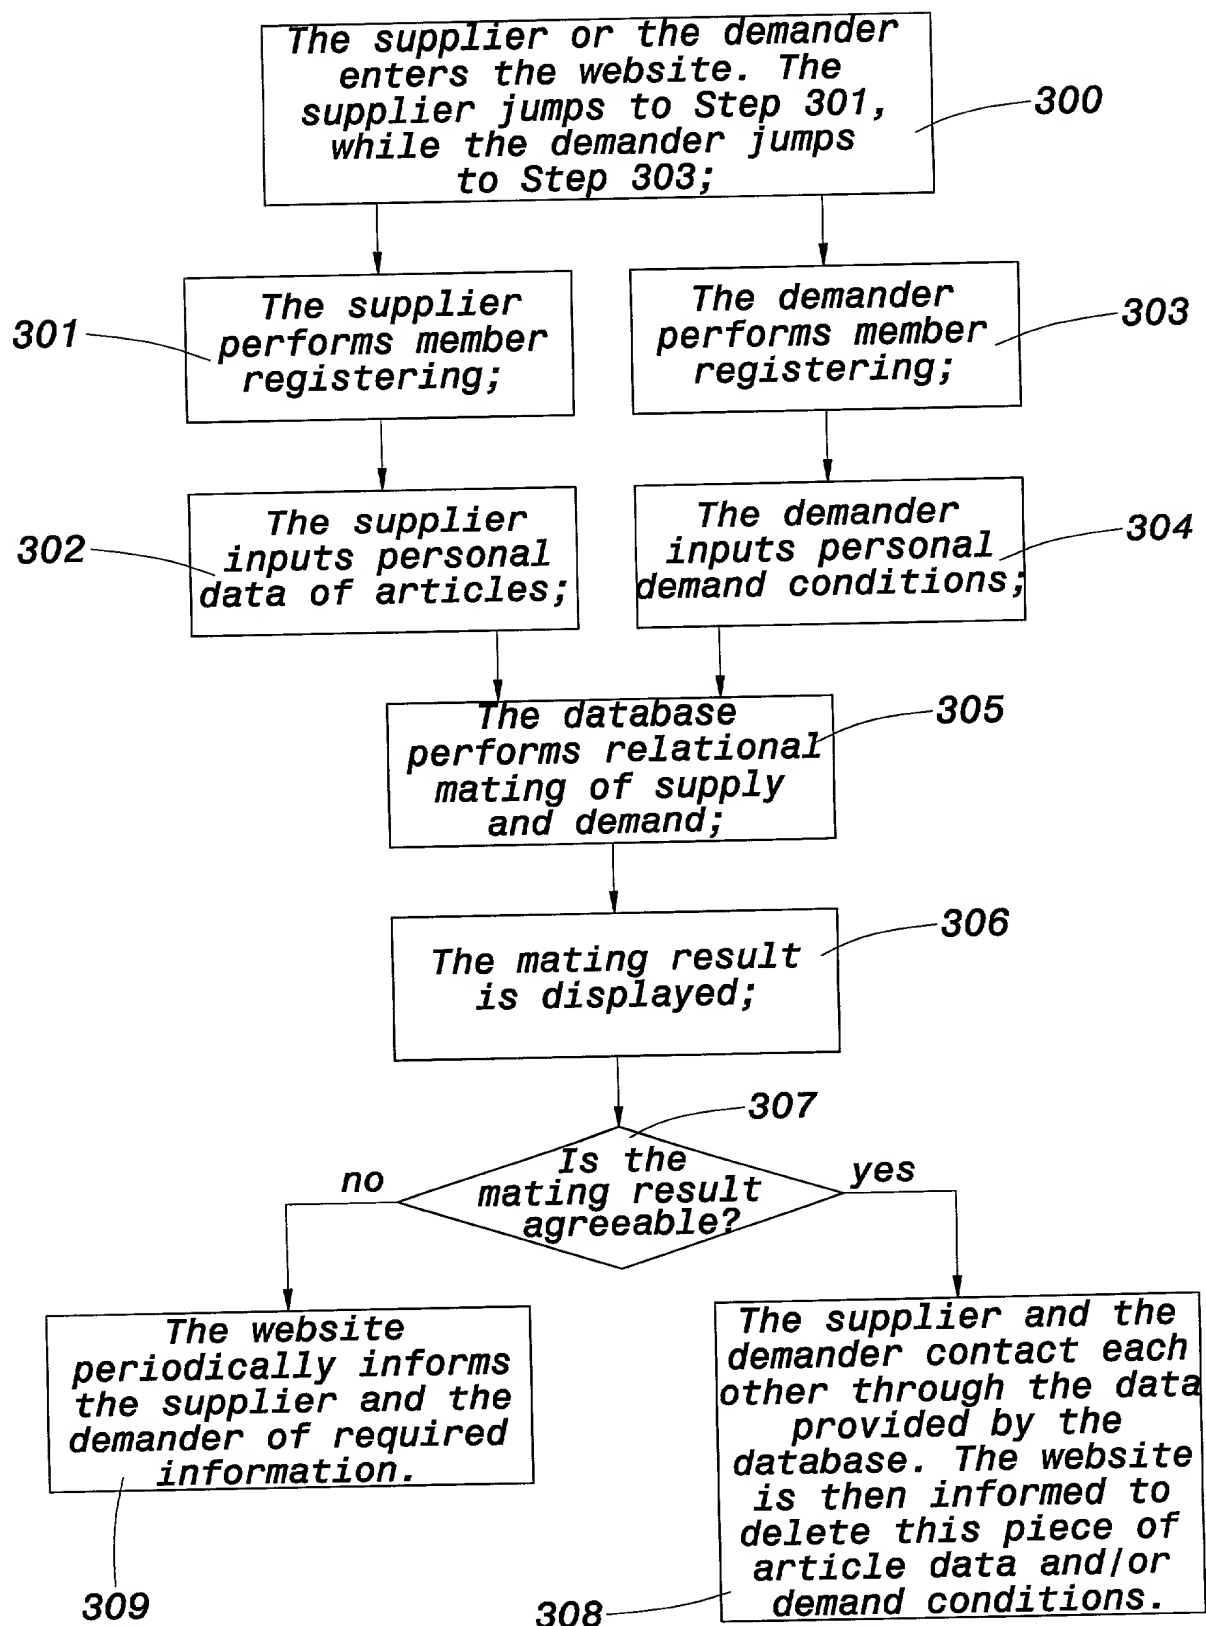 The supplier or the demander
enters the website. The
supplier jumps to Step 301,
while the demander jumps
to Step 303;
300
301
The supplier
performs member
registering;
The demander
performs member
registering;
303
302
The supplier
inputs personal
data of articles;
The demander
inputs personal
demand conditions;
304
The database
performs relational
mating of supply
and demand;
305
The mating result
is displayed;
306
307
Is the
mating result
agreeable?
no
yes
The website
periodically informs
the supplier and the
demander of required
information.
309
The supplier and the
demander contact each
other through the data
provided by the
database. The website
is then informed to
delete this piece of
article data and/or
demand conditions.
308